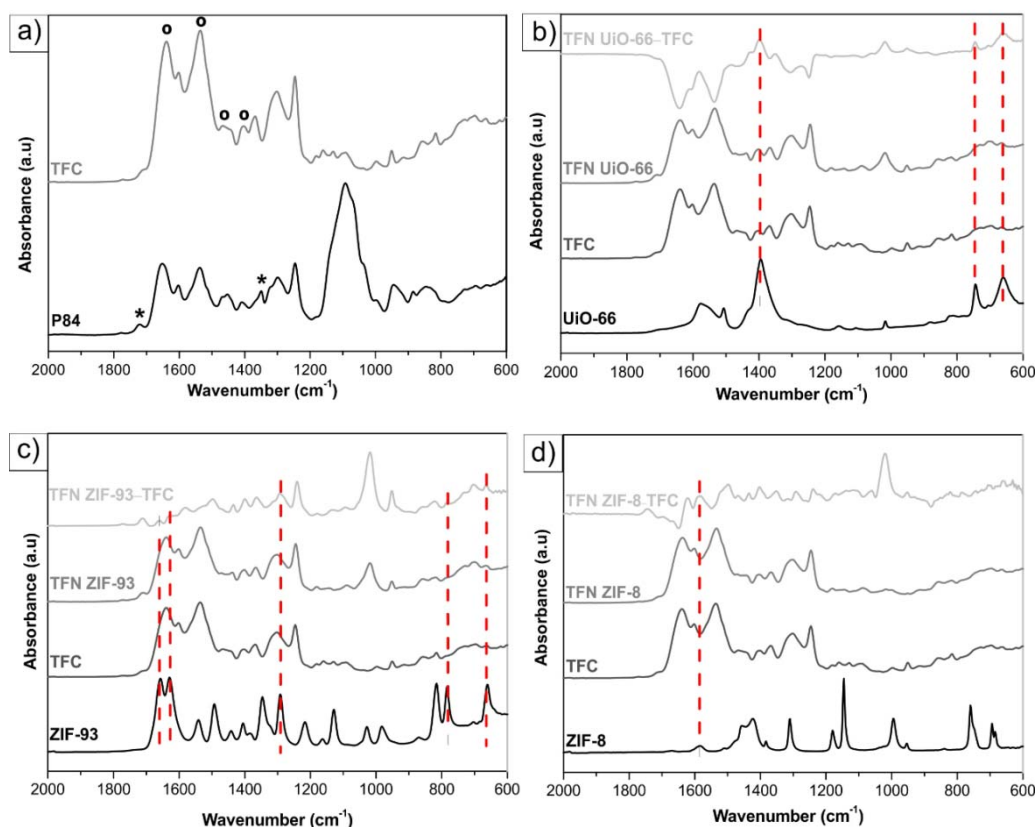 a)
o
o
o o
TFC
*
*
P84
Absorbance (a.u)
2000 1800 1600 1400 1200 1000 800 600
Wavenumber (cm-1)
b)
TFN UiO-66–TFC
TFN UiO-66
TFC
UiO-66
Absorbance (a.u)
2000 1800 1600 1400 1200 1000 800 600
Wavenumber (cm-1)
c)
TFN ZIF-93–TFC
TFN ZIF-93
TFC
ZIF-93
Absorbance (a.u)
2000 1800 1600 1400 1200 1000 800 600
Wavenumber (cm-1)
d)
TFN ZIF-8-TFC
TFN ZIF-8
TFC
ZIF-8
Absorbance (a.u)
2000 1800 1600 1400 1200 1000 800 600
Wavenumber (cm-1)